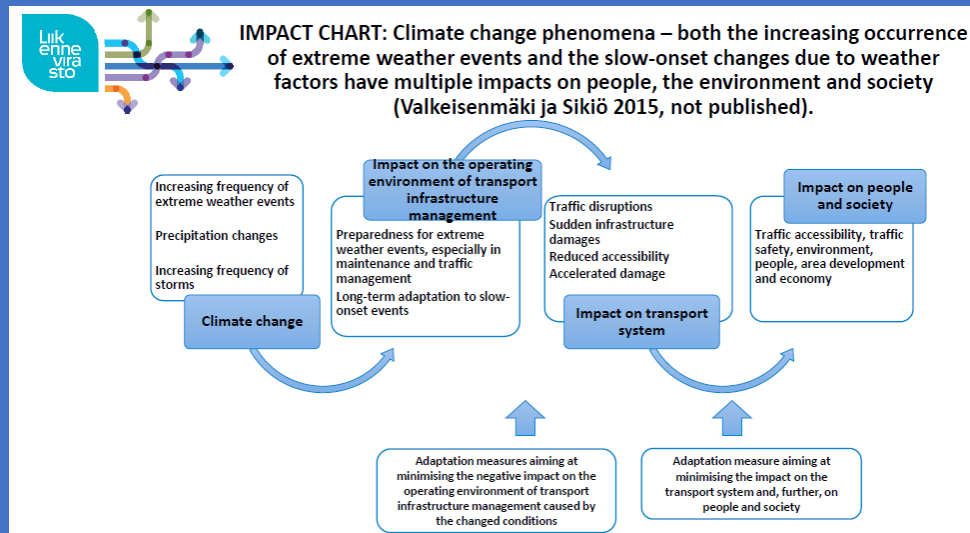 Liik
enne
viras
to
IMPACT CHART: Climate change phenomena – both the increasing occurrence
of extreme weather events and the slow-onset changes due to weather
factors have multiple impacts on people, the environment and society
(Valkeisenmäki ja Sikiö 2015, not published).
Increasing frequency of
extreme weather events
Precipitation changes
Increasing frequency of
storms
Climate change
Impact on the operating
environment of transport
infrastructure
management
Preparedness for extreme
weather events, especially in
maintenance and traffic
management
Long-term adaptation to slow-
onset events
Traffic disruptions
Sudden infrastructure
damages
Reduced accessibility
Accelerated damage
Impact on transport
system
Impact on people
and society
Traffic accessibility, traffic
safety, environment,
people, area development
and economy
Adaptation measures aiming at
minimising the negative impact on the
operating environment of transport
infrastructure management caused by
the changed conditions
Adaptation measure aiming at
minimising the impact on the
transport system and, further, on
people and society